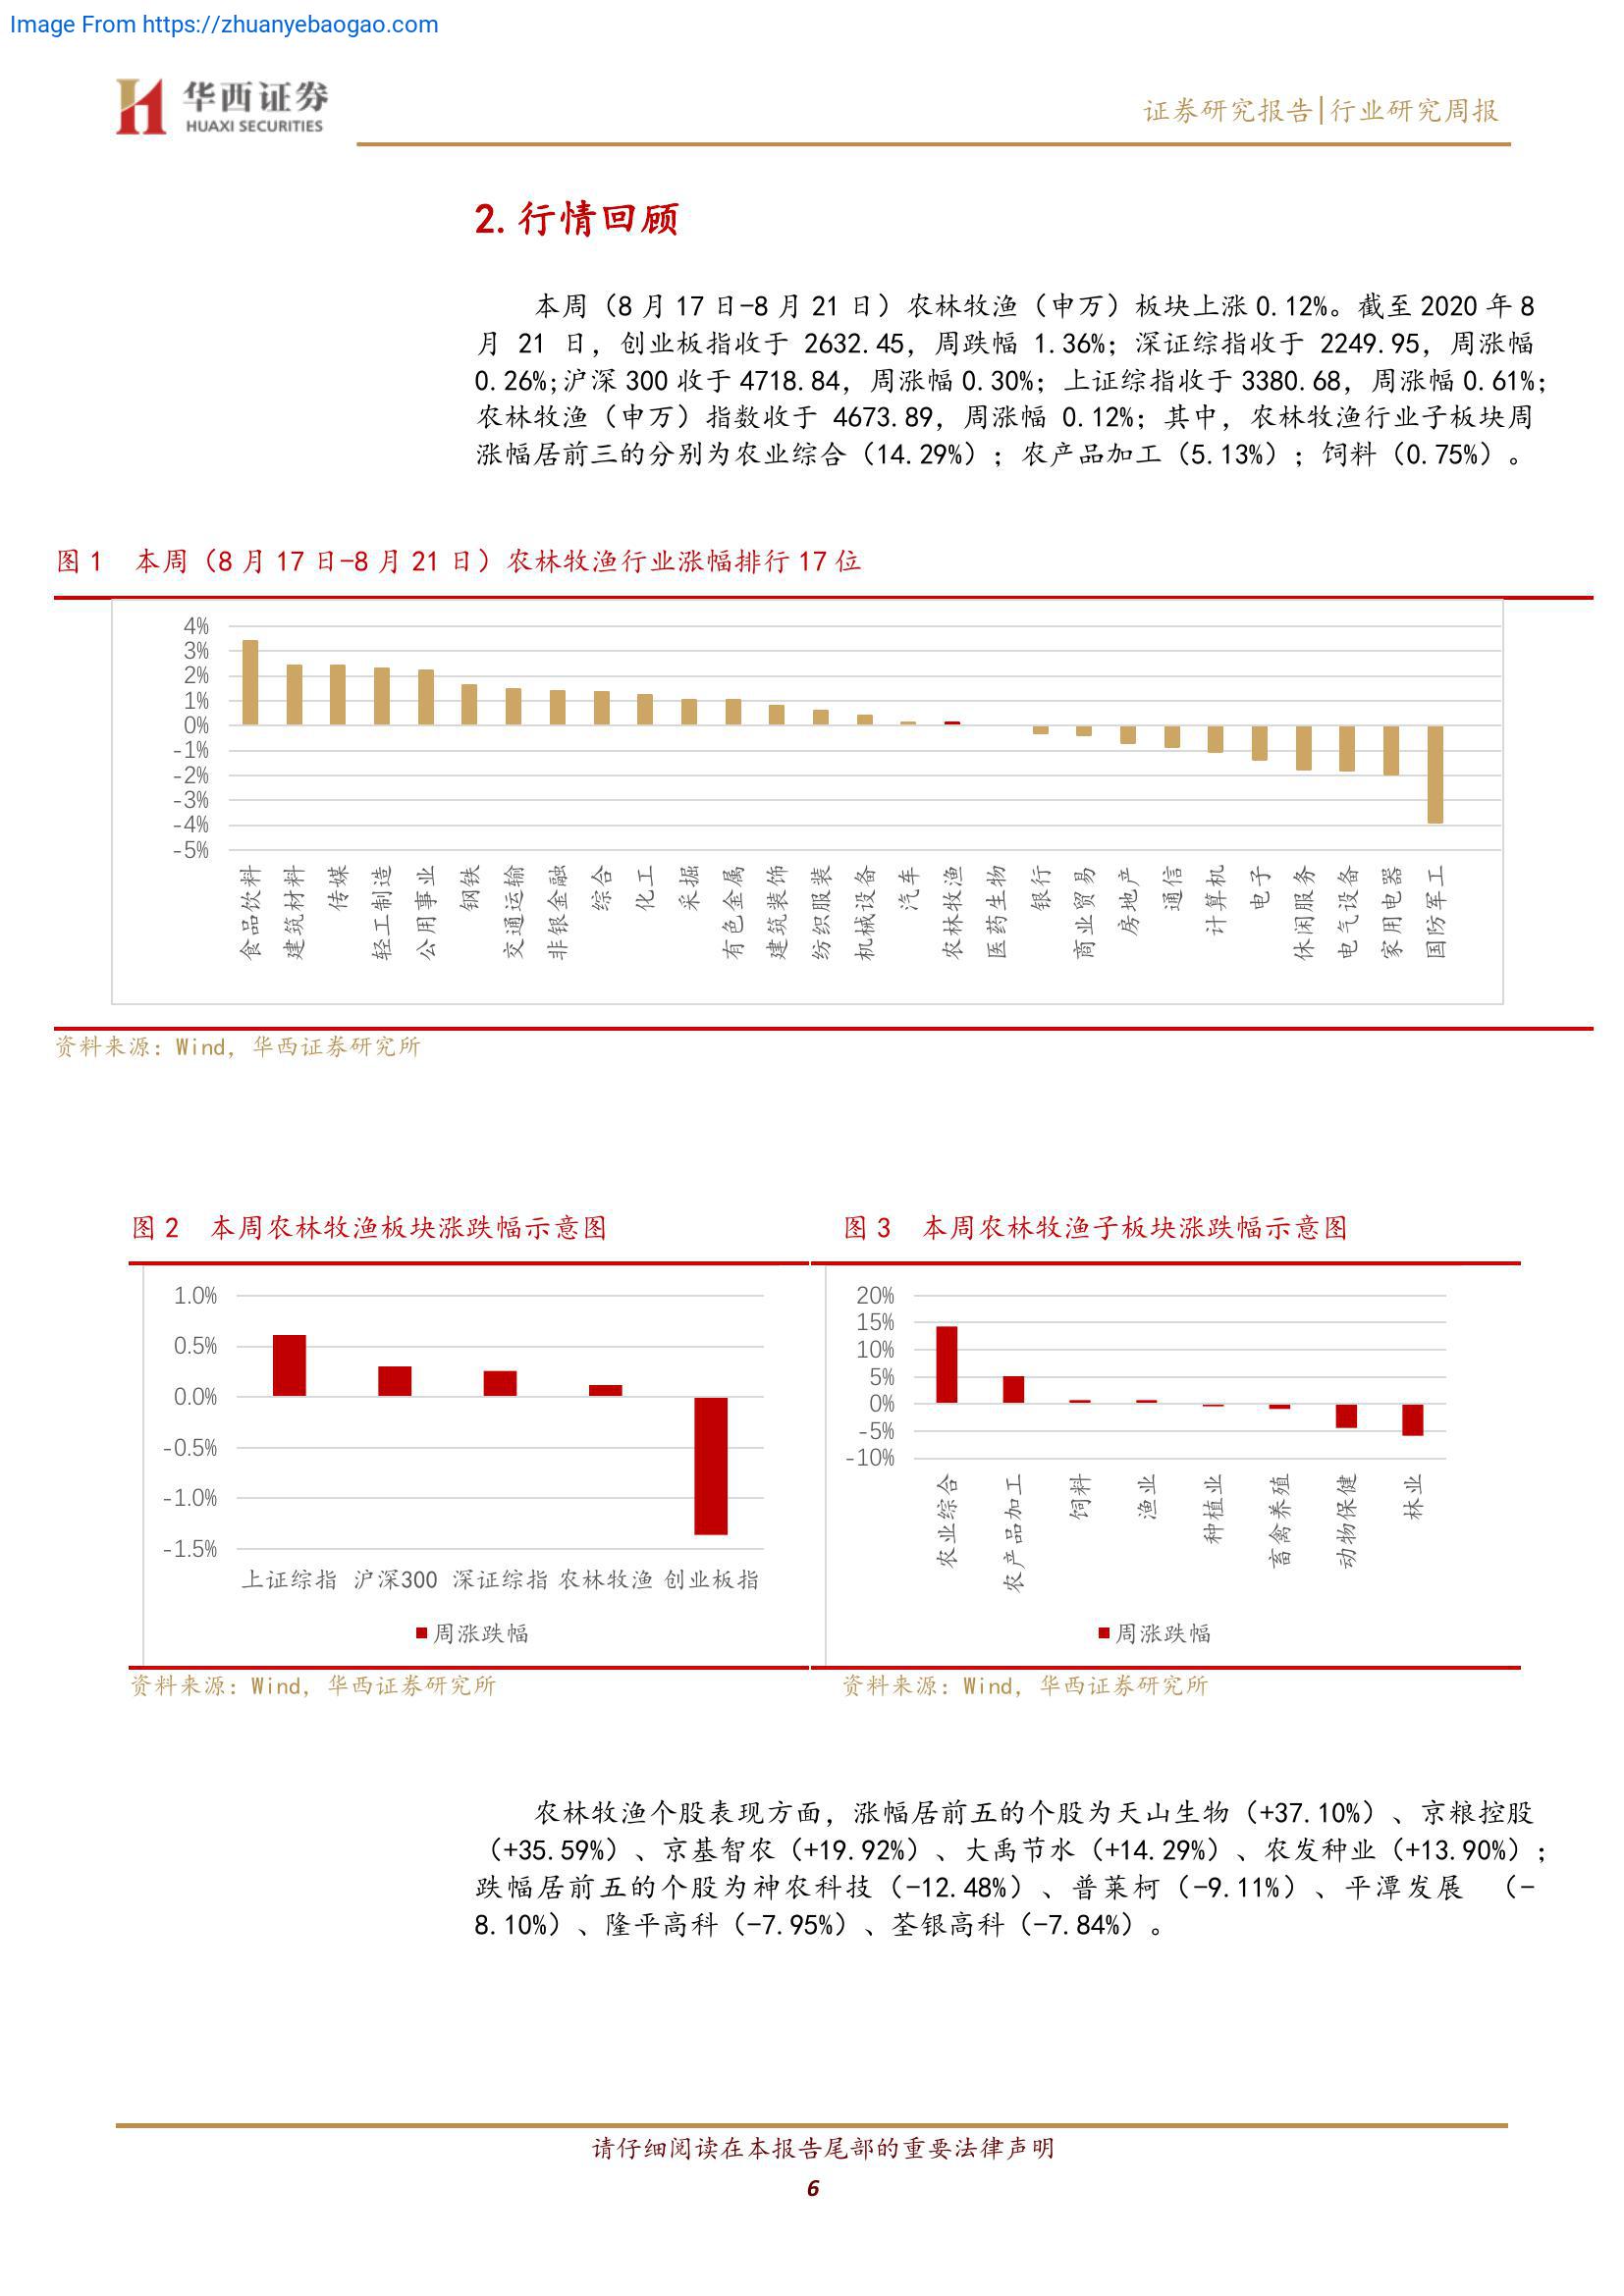 Image From https://zhuanyebaogao.com
华西证券
HUAXI SECURITIES
证券研究报告|行业研究周报
2. 行情回顾
本周（8 月 17 日-8 月 21 日）农林牧渔（申万）板块上涨 0.12%。截至 2020 年 8
月 21 日，创业板指收于 2632.45，周跌幅 1.36%；深证综指收于 2249.95，周涨幅
0.26%;沪深 300 收于 4718.84，周涨幅 0.30%；上证综指收于 3380.68，周涨幅 0.61%；
农林牧渔（申万）指数收于 4673.89，周涨幅 0.12%；其中，农林牧渔行业子板块周
涨幅居前三的分别为农业综合（14.29%）；农产品加工（5.13%）；饲料（0.75%）。
图 1 本周（8 月 17 日-8 月 21 日）农林牧渔行业涨幅排行 17 位
4%
3%
2%
1%
0%
-1%
-2%
-3%
-4%
-5%
食品饮料
建筑材料
传媒
轻工制造
公用事业
钢铁
交通运输
非银金融
综合
化工
采掘
有色金属
建筑装饰
纺织服装
机械设备
汽车
农林牧渔
医药生物
银行
商业贸易
房地产
通信
计算机
电子
休闲服务
电气设备
家用电器
国防军工
资料来源：Wind，华西证券研究所
图 2 本周农林牧渔板块涨跌幅示意图
1.0%
0.5%
0.0%
-0.5%
-1.0%
-1.5%
上证综指 沪深300 深证综指 农林牧渔 创业板指
周涨跌幅
资料来源：Wind，华西证券研究所
图 3 本周农林牧渔子板块涨跌幅示意图
20%
15%
10%
5%
0%
-5%
-10%
农业综合
农产品加工
饲料
渔业
种植业
畜禽养殖
动物保健
林业
周涨跌幅
资料来源：Wind，华西证券研究所
农林牧渔个股表现方面，涨幅居前五的个股为天山生物（+37.10%）、京粮控股
（+35.59%）、京基智农（+19.92%）、大禹节水（+14.29%）、农发种业（+13.90%）；
跌幅居前五的个股为神农科技（-12.48%）、普莱柯（-9.11%）、平潭发展 （-
8.10%）、隆平高科（-7.95%）、荃银高科（-7.84%）。
请仔细阅读在本报告尾部的重要法律声明
6